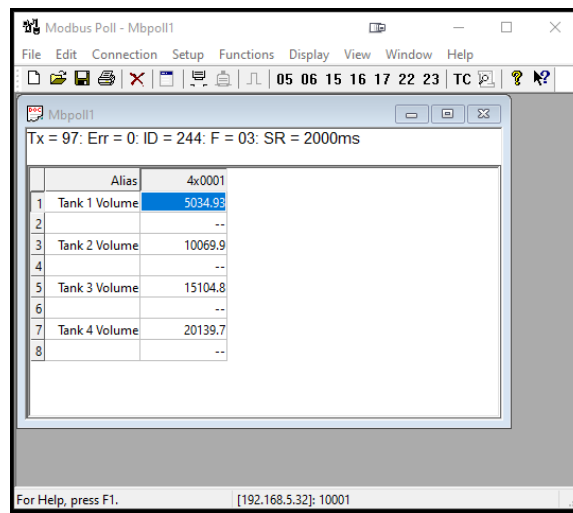 Modbus Poll - Mbpoll1
File Edit Connection Setup Functions Display View Window Help
05 06 15 16 17 22 23 TC
Mbpoll1
Tx = 97: Err = 0: ID = 244: F = 03: SR = 2000ms
Alias 4x0001
1 Tank 1 Volume 5034.93
2 --
3 Tank 2 Volume 10069.9
4 --
5 Tank 3 Volume 15104.8
6 --
7 Tank 4 Volume 20139.7
8 --
For Help, press F1. [192.168.5.32]: 10001